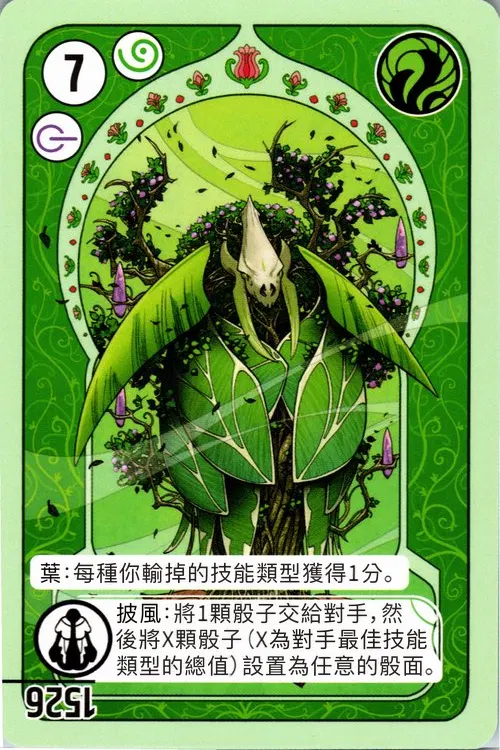 7
葉：每種你輸掉的技能類型獲得1分。
披風：將1顆骰子交給對手，然
後將X顆骰子（X為對手最佳技能
類型的總值）設置為任意的骰面。
1526